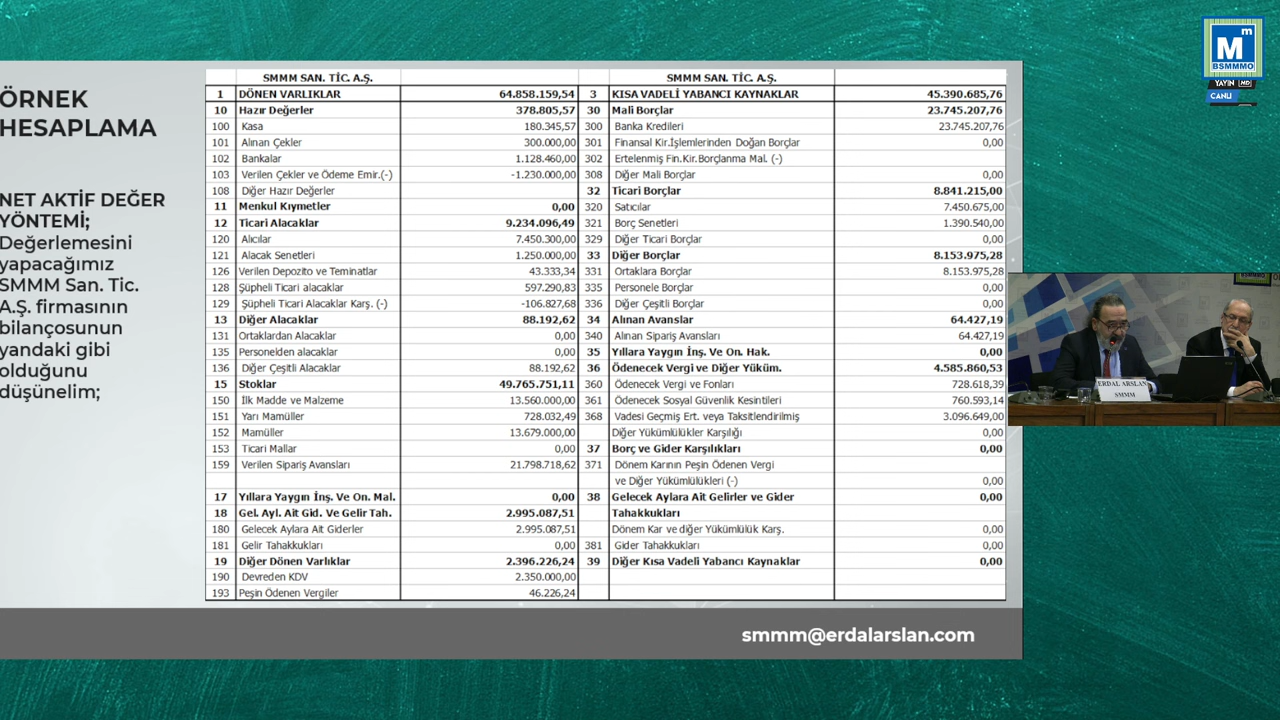 ÖRNEK
HESAPLAMA
NET AKTİF DEĞER
YÖNTEMİ;
Değerlemesini
yapacağımız
SMMM San. Tic.
A.Ş. firmasının
bilançosunun
yandaki gibi
olduğunu
düşünelim;
SMMM SAN. TİC. A.Ş. SMMM SAN. TİC. A.Ş.
1 DÖNEN VARLIKLAR 64.858.159,54 3 KISA VADELİ YABANCI KAYNAKLAR 45.390.685,76
10 Hazır Değerler 378.805,57 30 Mali Borçlar 23.745.207,76
100 Kasa 180.345,57 300 Banka Kredileri 23.745.207,76
101 Alınan Çekler 300.000,00 301 Finansal Kir.İşlemlerinden Doğan Borçlar 0,00
102 Bankalar 1.128.460,00 302 Ertelenmiş Fin.Kir.Borçlanma Mal. (-)
103 Verilen Çekler ve Ödeme Emir.(-) -1.230.000,00 308 Diğer Mali Borçlar 0,00
108 Diğer Hazır Değerler 32 Ticari Borçlar 8.841.215,00
11 Menkul Kıymetler 0,00 320 Satıcılar 7.450.675,00
12 Ticari Alacaklar 9.234.096,49 321 Borç Senetleri 1.390.540,00
120 Alıcılar 7.450.300,00 329 Diğer Ticari Borçlar 0,00
121 Alacak Senetleri 1.250.000,00 33 Diğer Borçlar 8.153.975,28
126 Verilen Depozito ve Teminatlar 43.333,34 331 Ortaklara Borçlar 8.153.975,28
128 Şüpheli Ticari Alacaklar 597.290,83 335 Personele Borçlar 0,00
129 Şüpheli Ticari Alacaklar Karş. (-) -106.827,68 336 Diğer Çeşitli Borçlar 0,00
13 Diğer Alacaklar 88.192,62 34 Alınan Avanslar 64.427,19
131 Ortaklardan Alacaklar 0,00 340 Alınan Sipariş Avansları 64.427,19
135 Personelden alacaklar 0,00 35 Yıllara Yaygın İnş. Ve On. Hak. 0,00
136 Diğer Çeşitli Alacaklar 88.192,62 36 Ödenecek Vergi ve Diğer Yüküm. 4.585.860,53
15 Stoklar 49.765.751,11 360 Ödenecek Vergi ve Fonları 728.618,39
150 İlk Madde ve Malzeme 13.560.000,00 361 Ödenecek Sosyal Güvenlik Kesintileri 760.593,14
151 Yarı Mamüller 728.032,49 368 Vadesi Geçmiş Ert. veya Taksitlendirilmiş 3.096.649,00
152 Mamüller 13.679.000,00 Diğer Yükümlülükler Karşılığı 0,00
153 Ticari Mallar 0,00 37 Borç ve Gider Karşılıkları 0,00
159 Verilen Sipariş Avansları 21.798.718,62 371 Dönem Karının Peşin Ödenen Vergi
ve Diğer Yükümlülükleri (-) 0,00
17 Yıllara Yaygın İnş. Ve On. Mal. 0,00 38 Gelecek Aylara Ait Gelirler ve Gider 0,00
18 Gel. Ayl. Ait Gid. Ve Gelir Tah. 2.995.087,51 Tahakkukları
180 Gelecek Aylara Ait Giderler 2.995.087,51 Dönem Kar ve diğer Yükümlülük Karş. 0,00
181 Gelir Tahakkukları 0,00 381 Gider Tahakkukları 0,00
19 Diğer Dönen Varlıklar 2.396.226,24 39 Diğer Kısa Vadeli Yabancı Kaynaklar 0,00
190 Devreden KDV 2.350.000,00
193 Peşin Ödenen Vergiler 46.226,24
smmm@erdalarslan.com
M m
BSMMMO
YAYIN HD
CANLI
ERDAL ARSLAN
SMMM